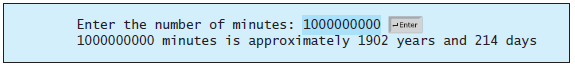 Enter the number of minutes: 1000000000 ↵Enter
1000000000 minutes is approximately 1902 years and 214 days